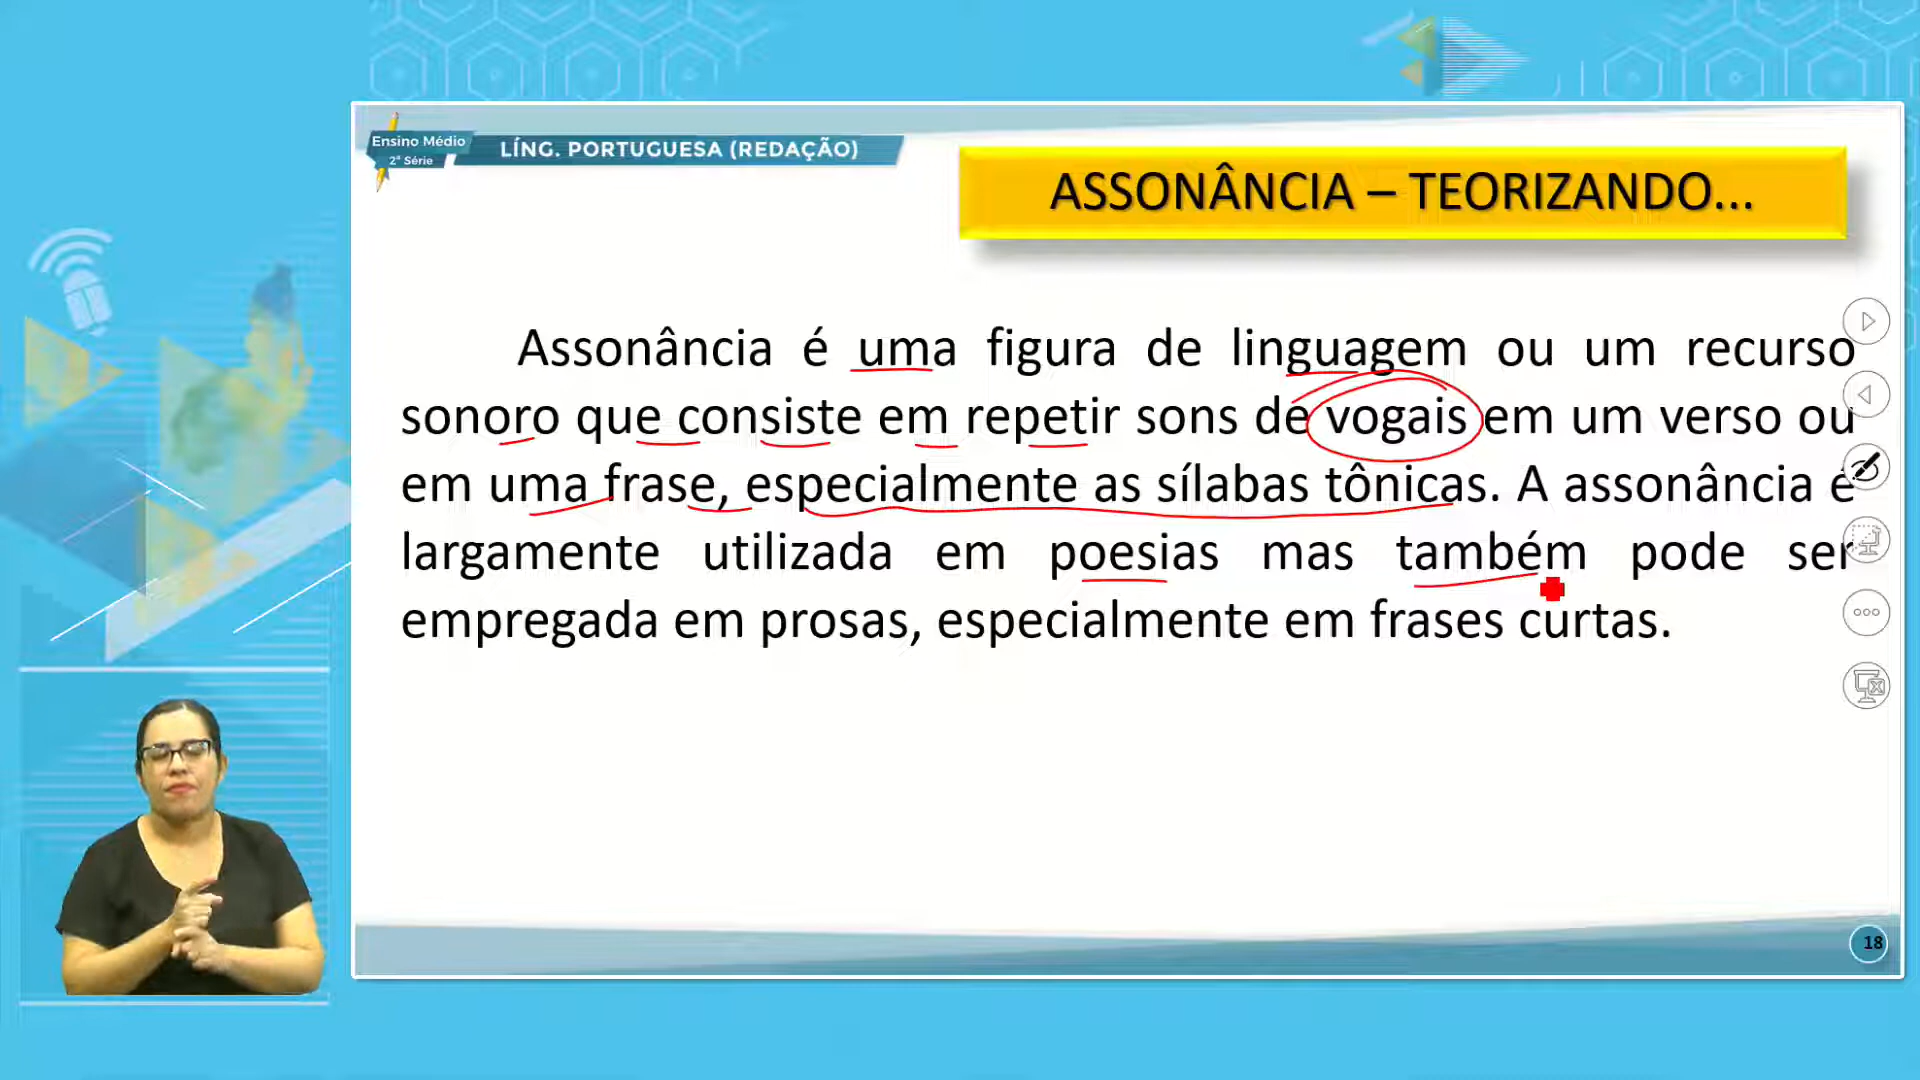 Ensino Médio
2ª Série
LÍNG. PORTUGUESA (REDAÇÃO)
ASSONÂNCIA – TEORIZANDO...
Assonância é uma figura de linguagem ou um recurso
sonoro que consiste em repetir sons de vogais em um verso ou
em uma frase, especialmente as sílabas tônicas. A assonância é
largamente utilizada em poesias mas também pode ser
empregada em prosas, especialmente em frases curtas.
18